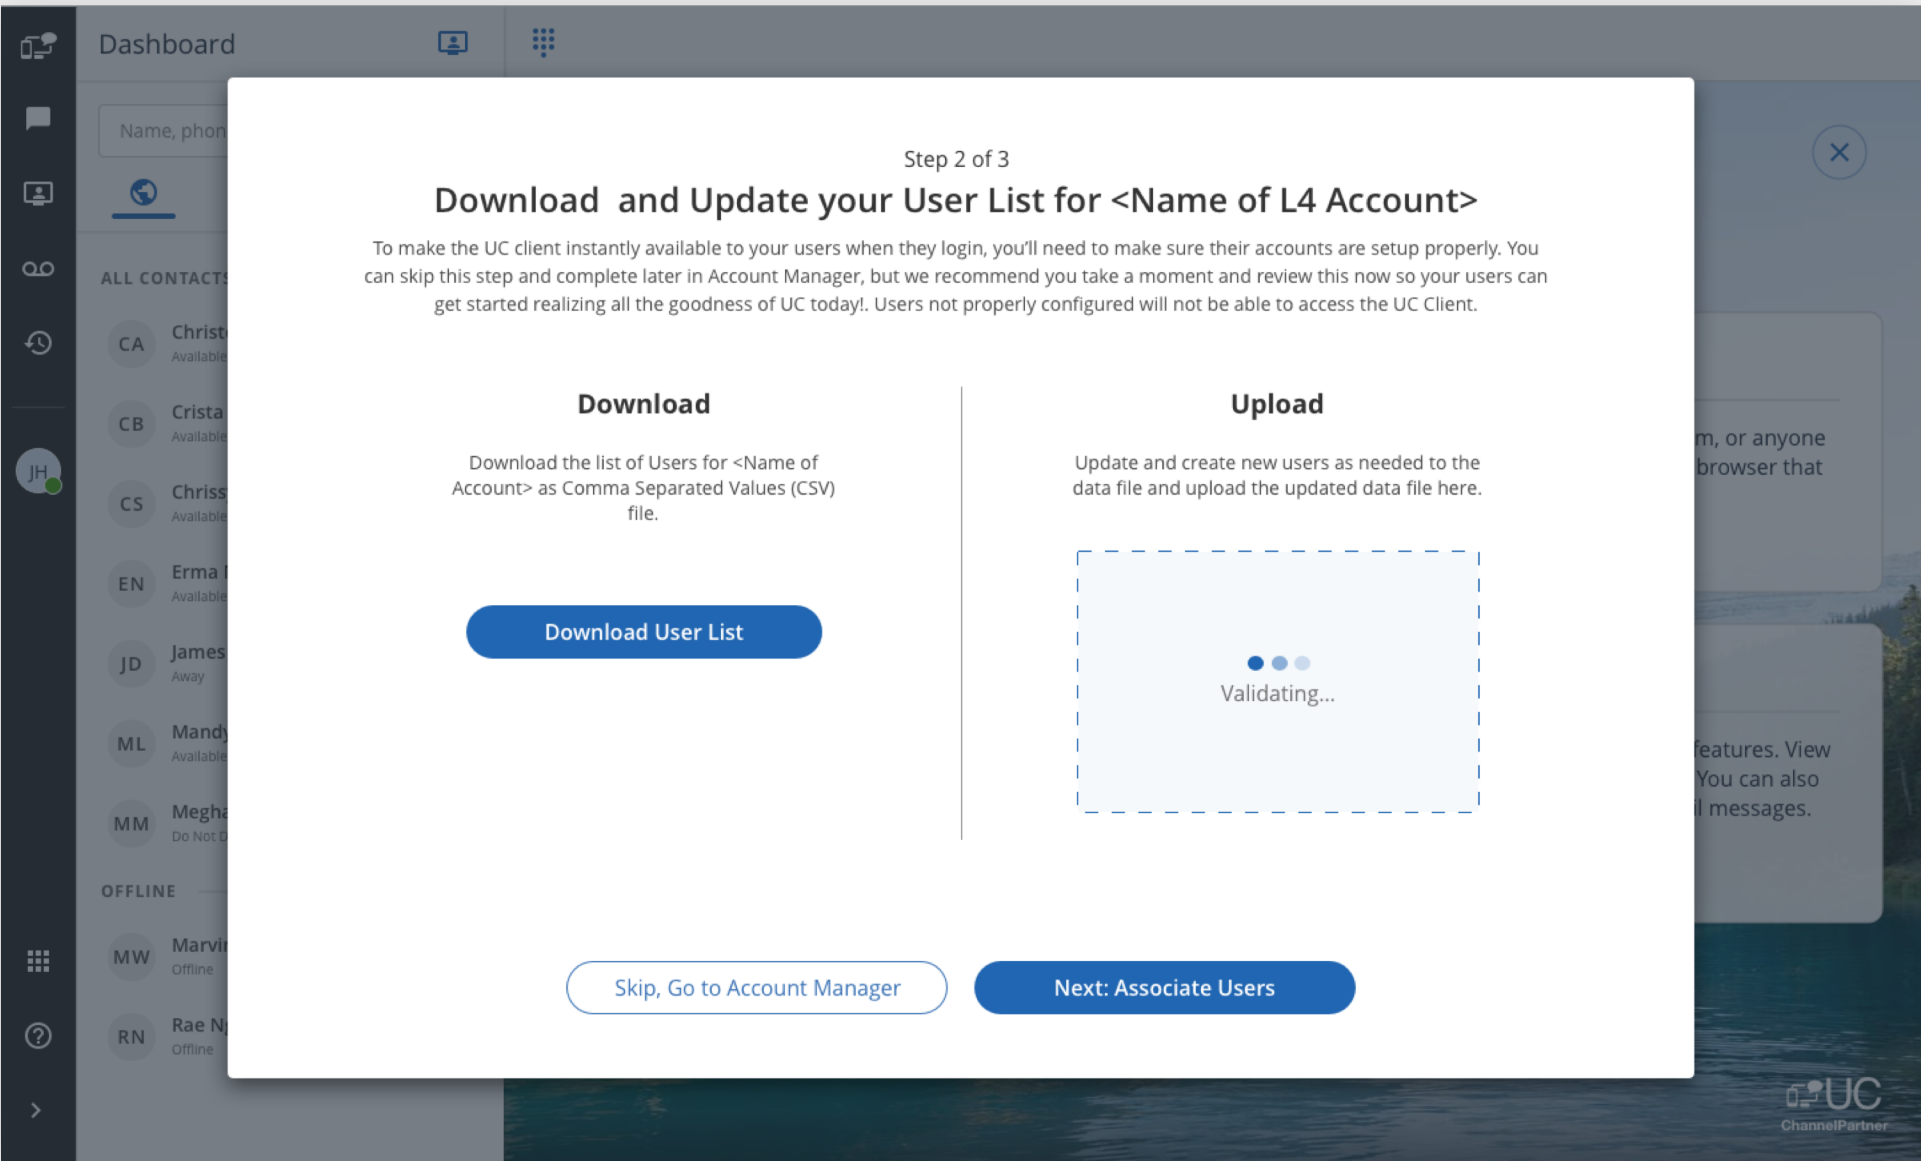 Dashboard
Name, phon
ALL CONTACTS
CA
Christ
Available
CB
Crista
Available
CS
Chriss
Available
EN
Erma
Available
JD
James
Away
ML
Mandy
Available
MM
Megha
Do Not D
OFFLINE
MW
Marvin
Offline
RN
Rae Ng
Offline
JH
Step 2 of 3
Download and Update your User List for <Name of L4 Account>
To make the UC client instantly available to your users when they login, you'll need to make sure their accounts are setup properly. You
can skip this step and complete later in Account Manager, but we recommend you take a moment and review this now so your users can
get started realizing all the goodness of UC today!. Users not properly configured will not be able to access the UC Client.
Download
Download the list of Users for <Name of
Account> as Comma Separated Values (CSV)
file.
Download User List
Upload
Update and create new users as needed to the
data file and upload the updated data file here.
Validating...
Skip, Go to Account Manager
Next: Associate Users
m, or anyone
browser that
features. View
You can also
il messages.
UC
ChannelPartner